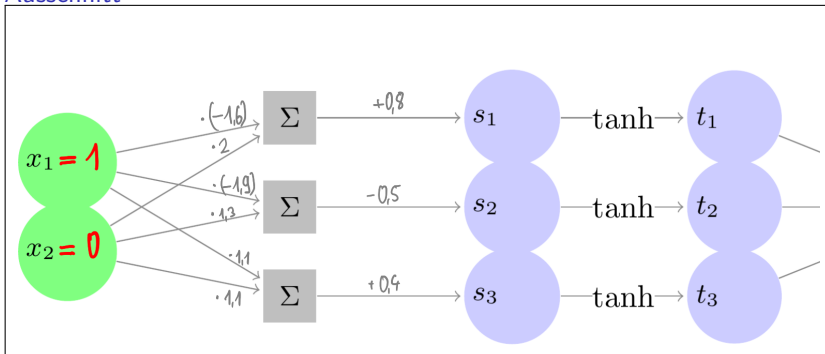 Ausschnitt
·(-1,6) Σ +0,8 s₁ tanh t₁
·2
x₁ = 1
·(-1,9) Σ -0,5 s₂ tanh t₂
·1,3
x₂ = 0
·1,1
·1,1 Σ +0,4 s₃ tanh t₃